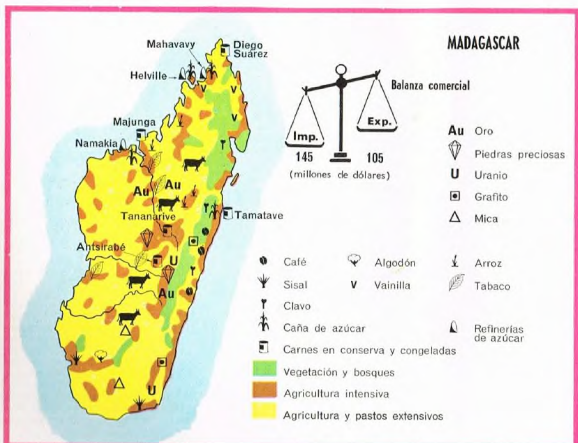 MADAGASCAR
Mahavavy
Diego
Suárez
Helville
Majunga
Namakia
Au
Au
Tananarive
Tamatave
Antsirabé
U
Au
U
V
V
V
Balanza comercial
Imp.
Exp.
145
105
(millones de dólares)
Au Oro
Piedras preciosas
U Uranio
Grafito
Mica
Café
Algodón
Arroz
Sisal
V Vainilla
Tabaco
Clavo
Caña de azúcar
Refinerías
de azúcar
Carnes en conserva y congeladas
Vegetación y bosques
Agricultura intensiva
Agricultura y pastos extensivos